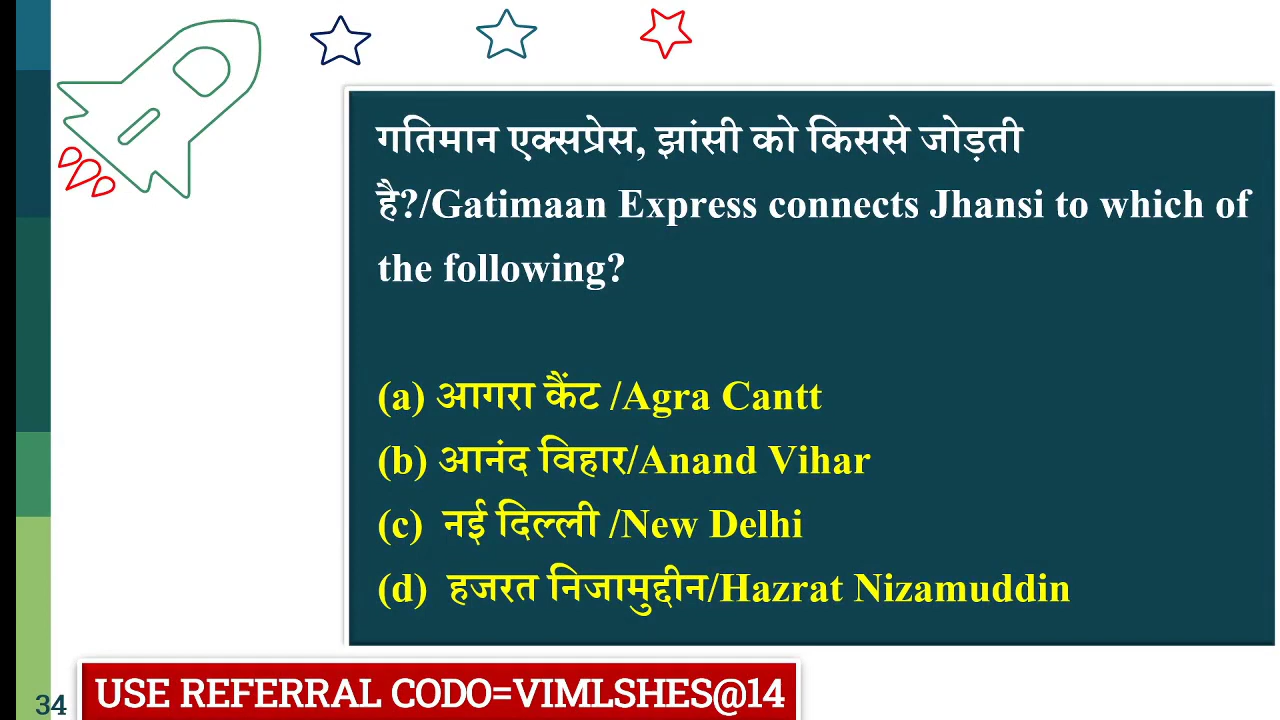 गतिमान एक्सप्रेस, झांसी को किससे जोड़ती
है?/Gatimaan Express connects Jhansi to which of
the following?
(a) आगरा कैंट /Agra Cantt
(b) आनंद विहार/Anand Vihar
(c) नई दिल्ली /New Delhi
(d) हजरत निजामुद्दीन/Hazrat Nizamuddin
34
USE REFERRAL CODO=VIMLSHES@14